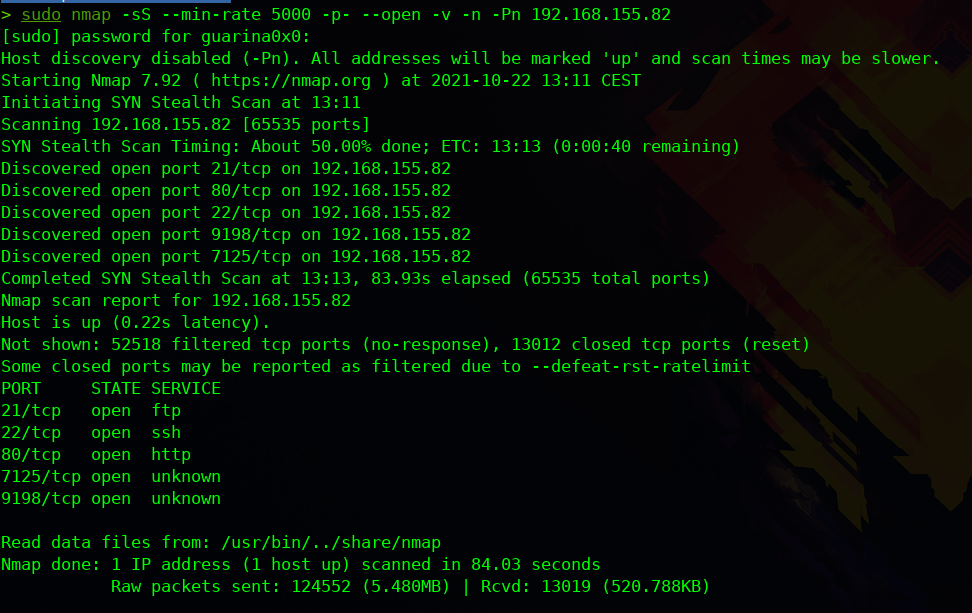 > sudo nmap -sS --min-rate 5000 -p- --open -v -n -Pn 192.168.155.82
[sudo] password for guarina0x0:
Host discovery disabled (-Pn). All addresses will be marked 'up' and scan times may be slower.
Starting Nmap 7.92 ( https://nmap.org ) at 2021-10-22 13:11 CEST
Initiating SYN Stealth Scan at 13:11
Scanning 192.168.155.82 [65535 ports]
SYN Stealth Scan Timing: About 50.00% done; ETC: 13:13 (0:00:40 remaining)
Discovered open port 21/tcp on 192.168.155.82
Discovered open port 80/tcp on 192.168.155.82
Discovered open port 22/tcp on 192.168.155.82
Discovered open port 9198/tcp on 192.168.155.82
Discovered open port 7125/tcp on 192.168.155.82
Completed SYN Stealth Scan at 13:13, 83.93s elapsed (65535 total ports)
Nmap scan report for 192.168.155.82
Host is up (0.22s latency).
Not shown: 52518 filtered tcp ports (no-response), 13012 closed tcp ports (reset)
Some closed ports may be reported as filtered due to --defeat-rst-ratelimit
PORT     STATE SERVICE
21/tcp   open  ftp
22/tcp   open  ssh
80/tcp   open  http
7125/tcp open  unknown
9198/tcp open  unknown
Read data files from: /usr/bin/../share/nmap
Nmap done: 1 IP address (1 host up) scanned in 84.03 seconds
           Raw packets sent: 124552 (5.480MB) | Rcvd: 13019 (520.788KB)